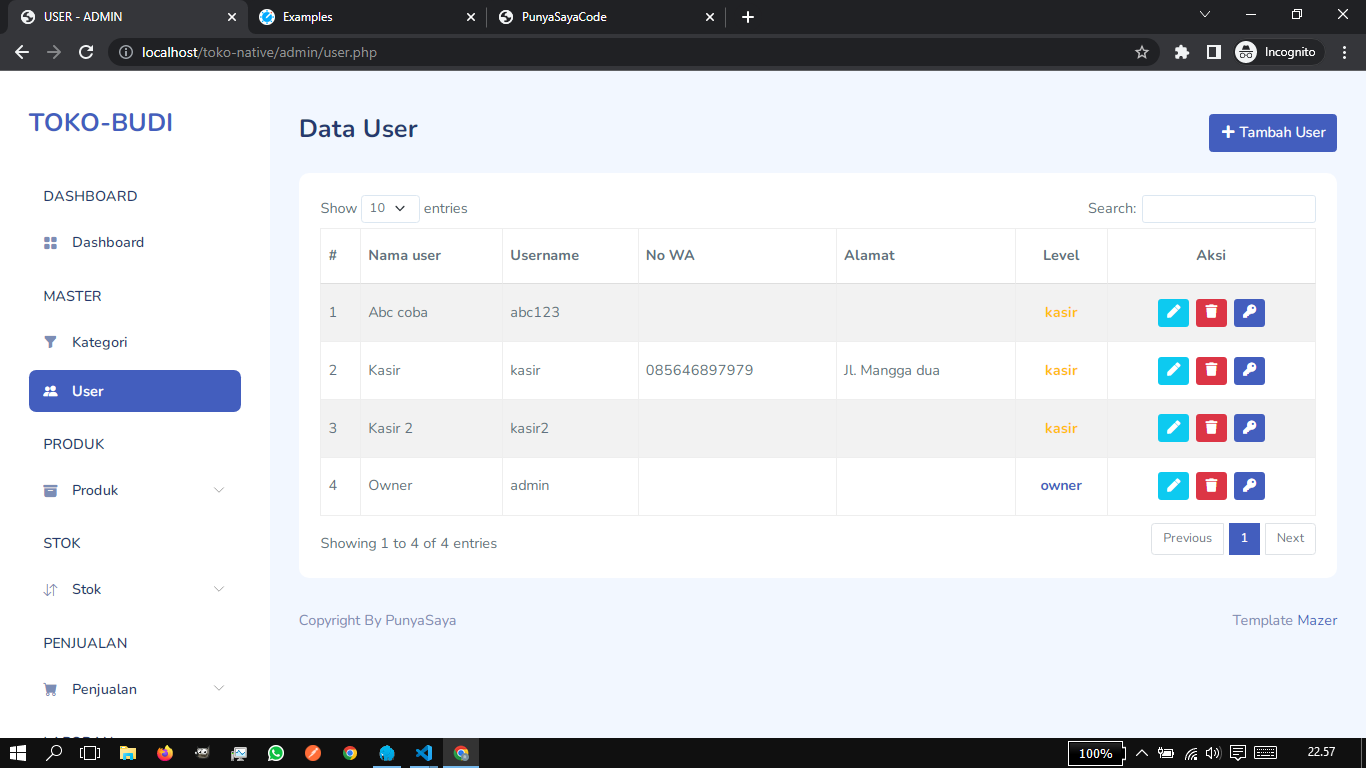 USER - ADMIN
Examples
PunyaSayaCode
localhost/toko-native/admin/user.php
Incognito
TOKO-BUDI
DASHBOARD
Dashboard
MASTER
Kategori
User
PRODUK
Produk
STOK
Stok
PENJUALAN
Penjualan
Data User
Tambah User
Show 10 entries
Search:
# Nama user Username No WA Alamat Level Aksi
1 Abc coba abc123 kasir
2 Kasir kasir 085646897979 Jl. Mangga dua kasir
3 Kasir 2 kasir2 kasir
4 Owner admin owner
Showing 1 to 4 of 4 entries
Previous 1 Next
Copyright By PunyaSaya
Template Mazer
100%
22.57